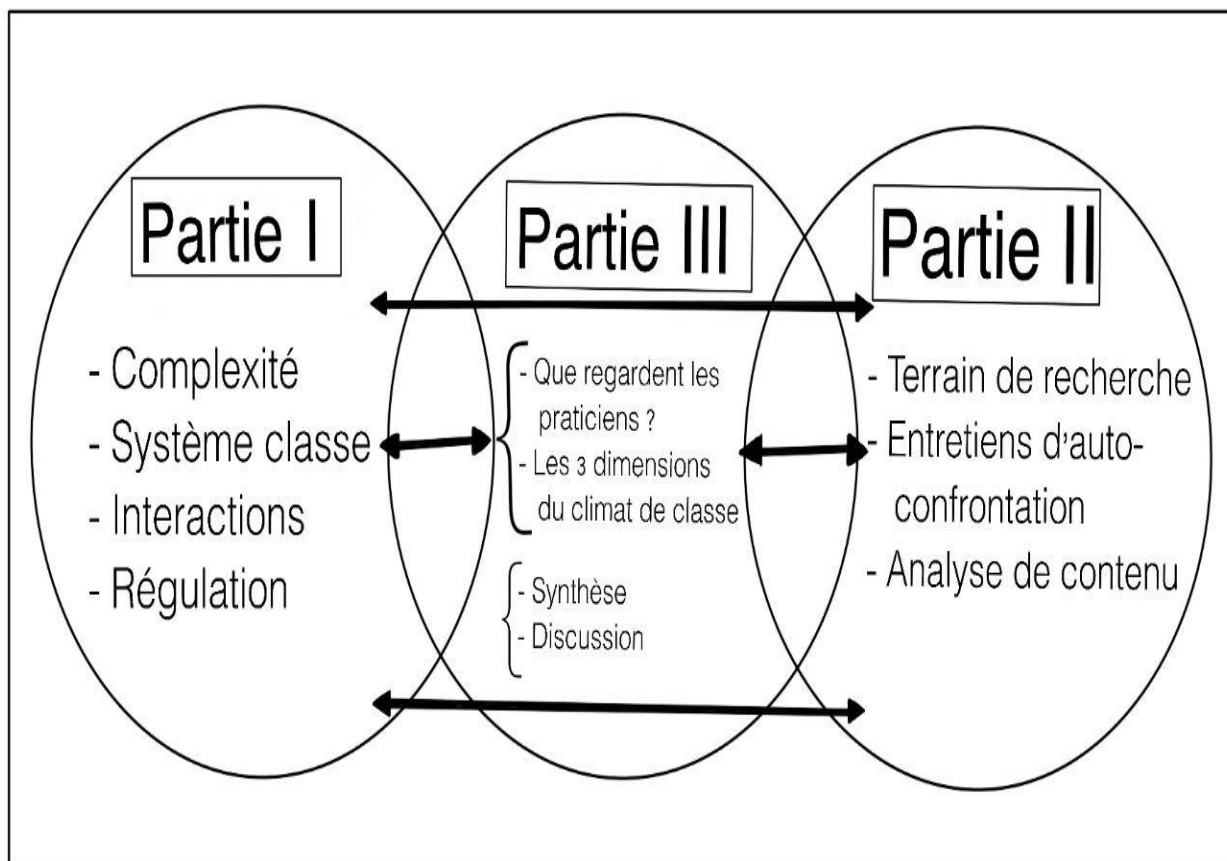 Partie I
- Complexité
- Système classe
- Interactions
- Régulation
Partie III
- Que regardent les
praticiens ?
- Les 3 dimensions
du climat de classe
- Synthèse
- Discussion
Partie II
- Terrain de recherche
- Entretiens d'auto-
confrontation
- Analyse de contenu